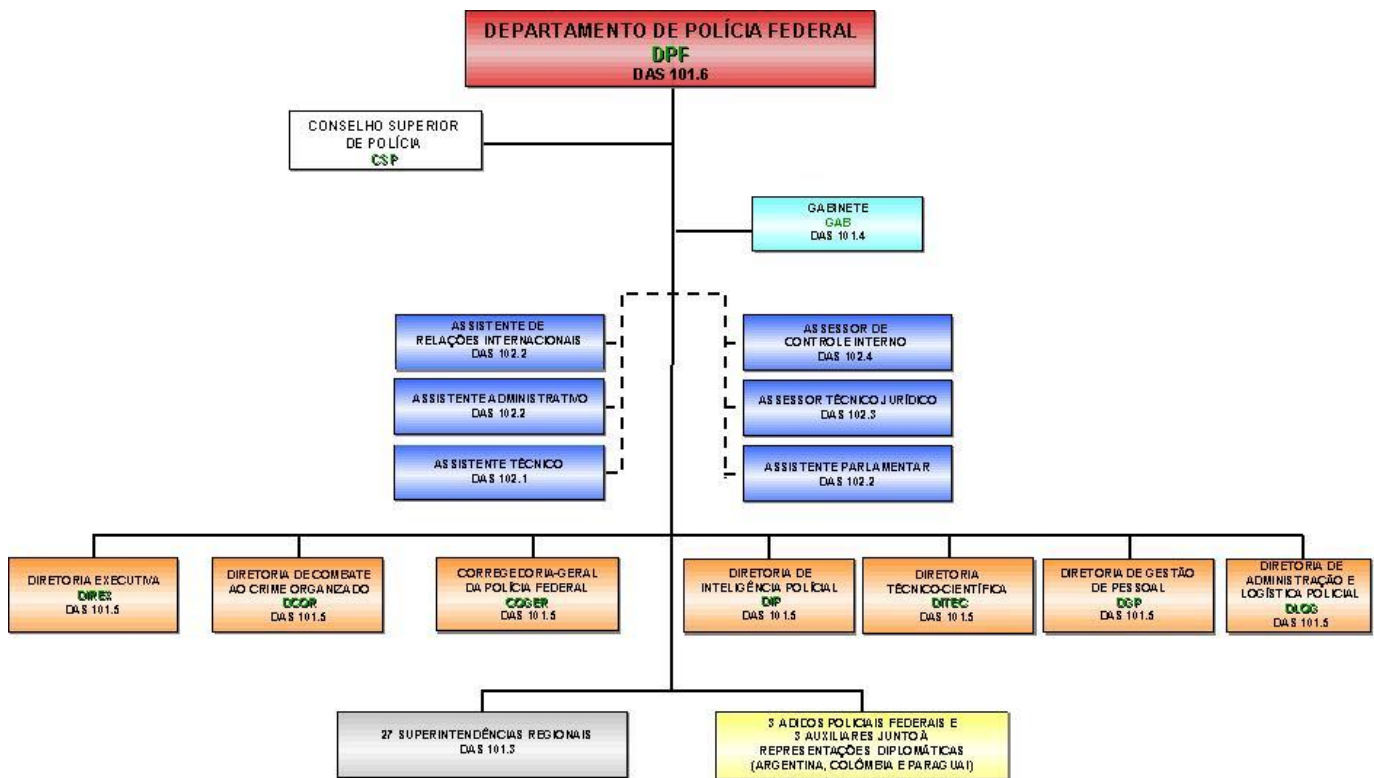 DEPARTAMENTO DE POLÍCIA FEDERAL
DPF
DAS 101.6
CONSELHO SUPERIOR
DE POLÍCIA
CSP
GABINETE
GAB
DAS 101.4
ASSISTENTE DE
RELAÇÕES INTERNACIONAIS
DAS 102.2
ASSESSOR DE
CONTROLE INTERNO
DAS 102.4
ASSISTENTE ADMINISTRATIVO
DAS 102.2
ASSESSOR TÉCNICO JURÍDICO
DAS 102.3
ASSISTENTE TÉCNICO
DAS 102.1
ASSISTENTE PARLAMENTAR
DAS 102.2
DIRETORIA EXECUTIVA
DIREX
DAS 101.5
DIRETORIA DE COMBATE
AO CRIME ORGANIZADO
DCOR
DAS 101.5
CORREGEDORIA-GERAL
DA POLÍCIA FEDERAL
COGER
DAS 101.5
DIRETORIA DE
INTELIGÊNCIA POLÍCIAL
DIP
DAS 101.5
DIRETORIA
TÉCNICO-CIENTÍFICA
DITEC
DAS 101.5
DIRETORIA DE GESTÃO
DE PESSOAL
DGP
DAS 101.5
DIRETORIA DE
ADMINISTRAÇÃO E
LOGÍSTICA POLICIAL
DLOG
DAS 101.5
27 SUPERINTENDÊNCIAS REGIONAIS
DAS 101.3
3 ADIDOS POLICIAIS FEDERAIS E
3 AUXILIARES JUNTO À
REPRESENTAÇÕES DIPLOMÁTICAS
(ARGENTINA, COLÔMBIA E PARAGUAI)